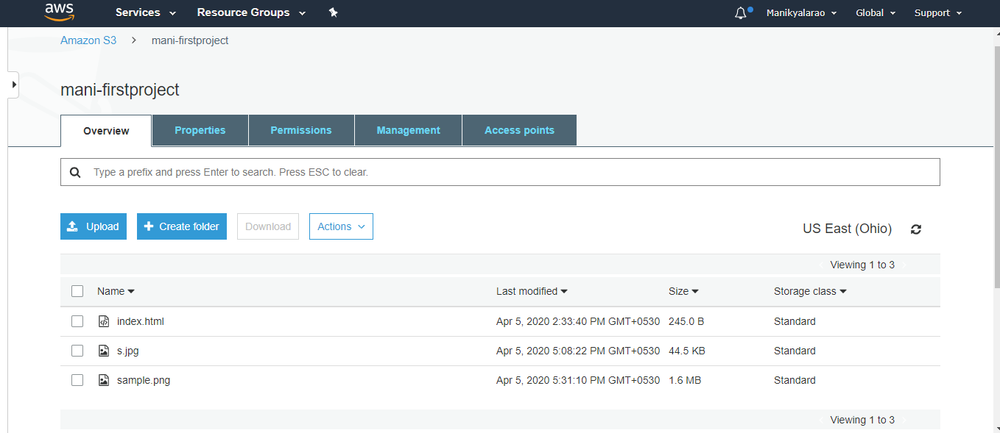 aws Services Resource Groups Manikyalarao Global Support
Amazon S3 > mani-firstproject
mani-firstproject
Overview Properties Permissions Management Access points
Type a prefix and press Enter to search. Press ESC to clear.
Upload + Create folder Download Actions US East (Ohio)
Viewing 1 to 3
Name Last modified Size Storage class
index.html Apr 5, 2020 2:33:40 PM GMT+0530 245.0 B Standard
s.jpg Apr 5, 2020 5:08:22 PM GMT+0530 44.5 KB Standard
sample.png Apr 5, 2020 5:31:10 PM GMT+0530 1.6 MB Standard
Viewing 1 to 3